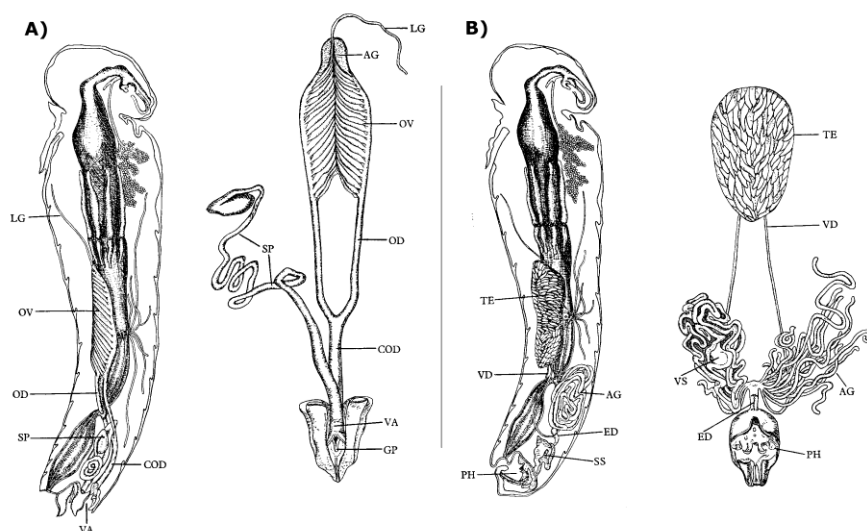 A)
LG
OV
OD
SP
COD
VA
LG
AG
OV
SP
OD
COD
VA
GP
B)
TE
VD
AG
ED
SS
PH
TE
VD
VS
AG
ED
PH